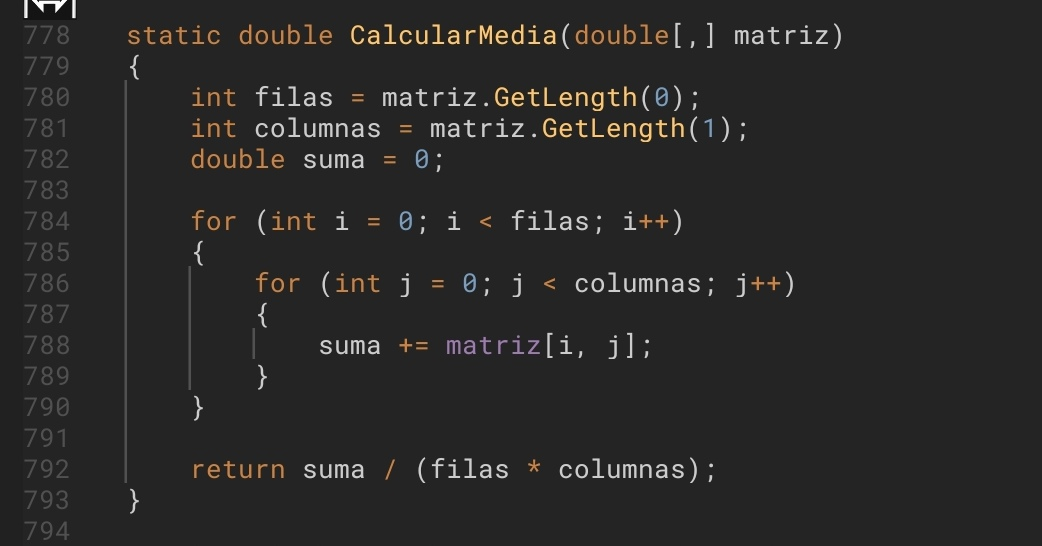 778 static double CalcularMedia(double[,] matriz)
779 {
780 int filas = matriz.GetLength(0);
781 int columnas = matriz.GetLength(1);
782 double suma = 0;
783
784 for (int i = 0; i < filas; i++)
785 {
786 for (int j = 0; j < columnas; j++)
787 {
788 suma += matriz[i, j];
789 }
790 }
791
792 return suma / (filas * columnas);
793 }
794